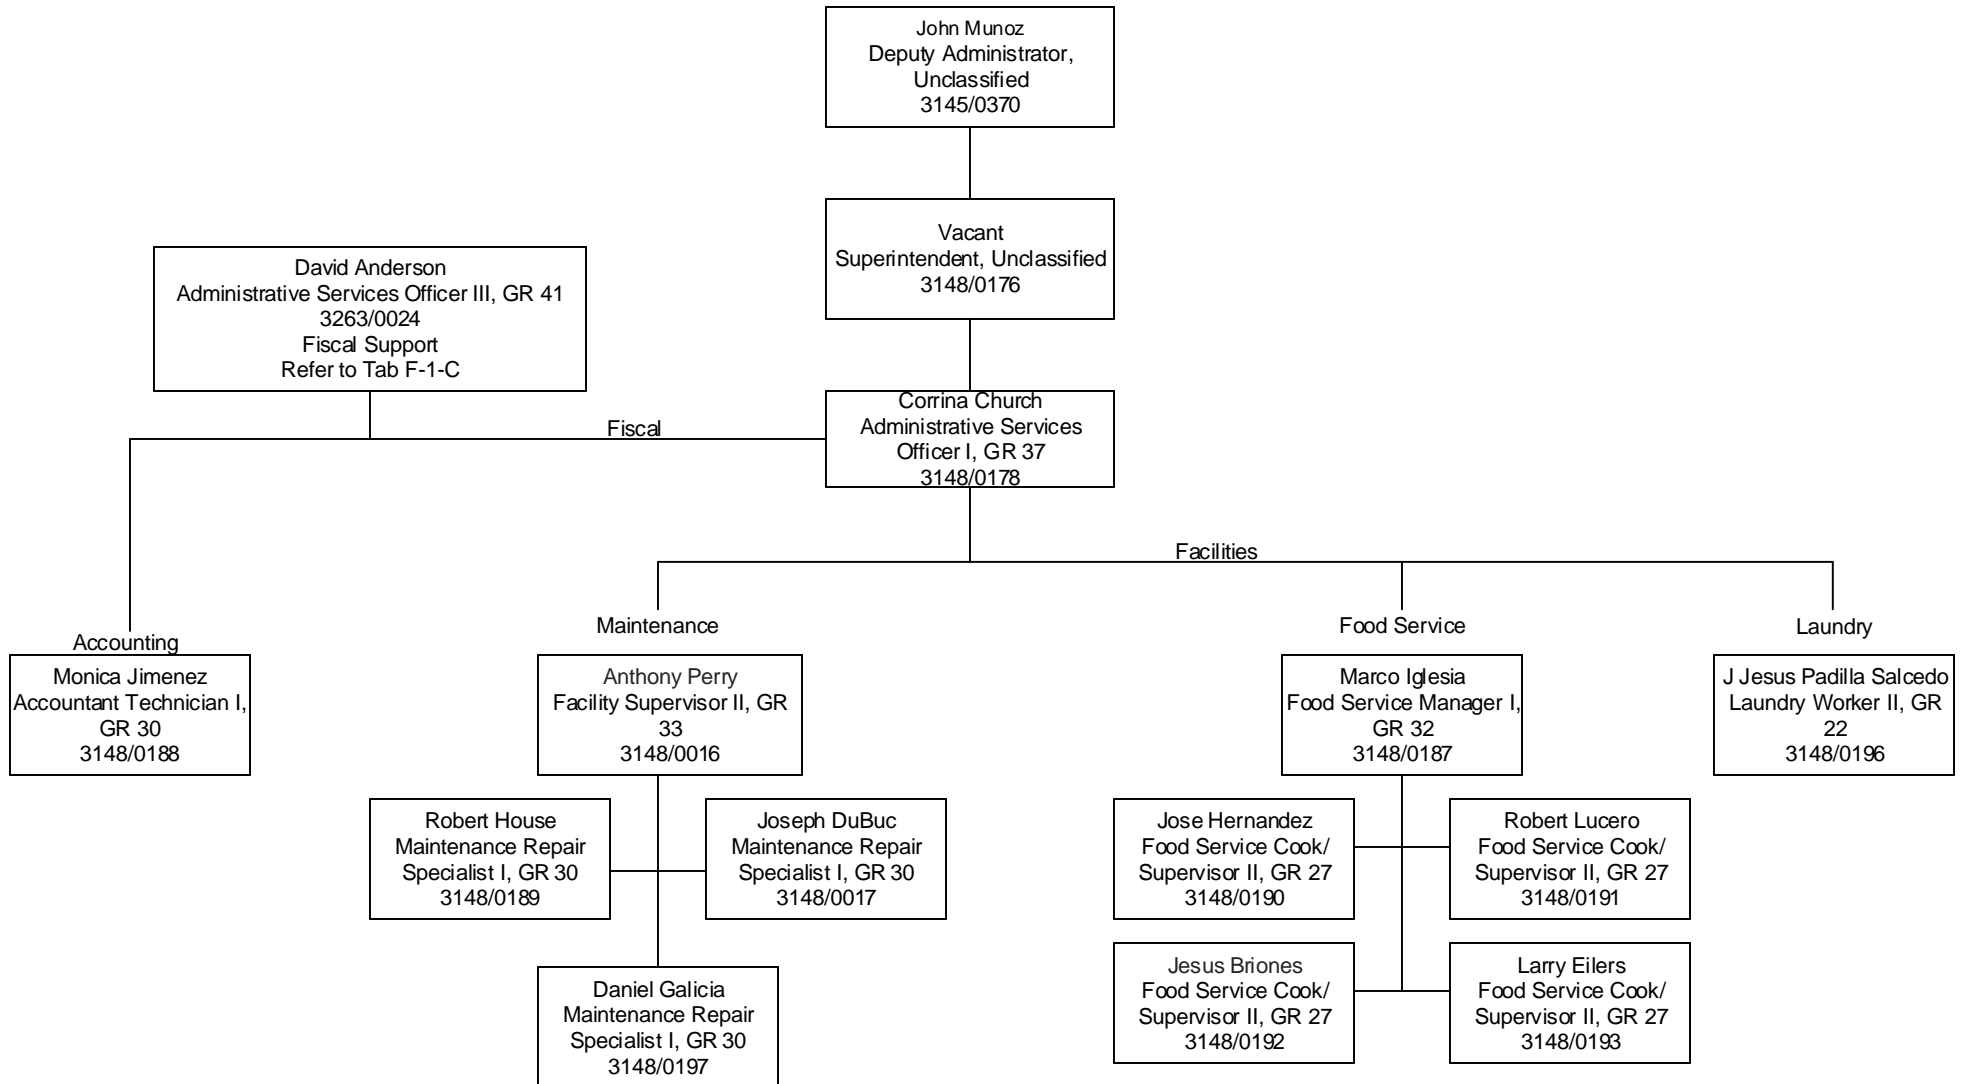 John Munoz
Deputy Administrator,
Unclassified
3145/0370
Vacant
Superintendent, Unclassified
3148/0176
David Anderson
Administrative Services Officer III, GR 41
3263/0024
Fiscal Support
Refer to Tab F-1-C
Corrina Church
Administrative Services
Officer I, GR 37
3148/0178
Fiscal
Facilities
Accounting
Monica Jimenez
Accountant Technician I,
GR 30
3148/0188
Maintenance
Anthony Perry
Facility Supervisor II, GR
33
3148/0016
Robert House
Maintenance Repair
Specialist I, GR 30
3148/0189
Joseph DuBuc
Maintenance Repair
Specialist I, GR 30
3148/0017
Daniel Galicia
Maintenance Repair
Specialist I, GR 30
3148/0197
Food Service
Marco Iglesia
Food Service Manager I,
GR 32
3148/0187
Jose Hernandez
Food Service Cook/
Supervisor II, GR 27
3148/0190
Robert Lucero
Food Service Cook/
Supervisor II, GR 27
3148/0191
Jesus Briones
Food Service Cook/
Supervisor II, GR 27
3148/0192
Larry Eilers
Food Service Cook/
Supervisor II, GR 27
3148/0193
Laundry
J Jesus Padilla Salcedo
Laundry Worker II, GR
22
3148/0196